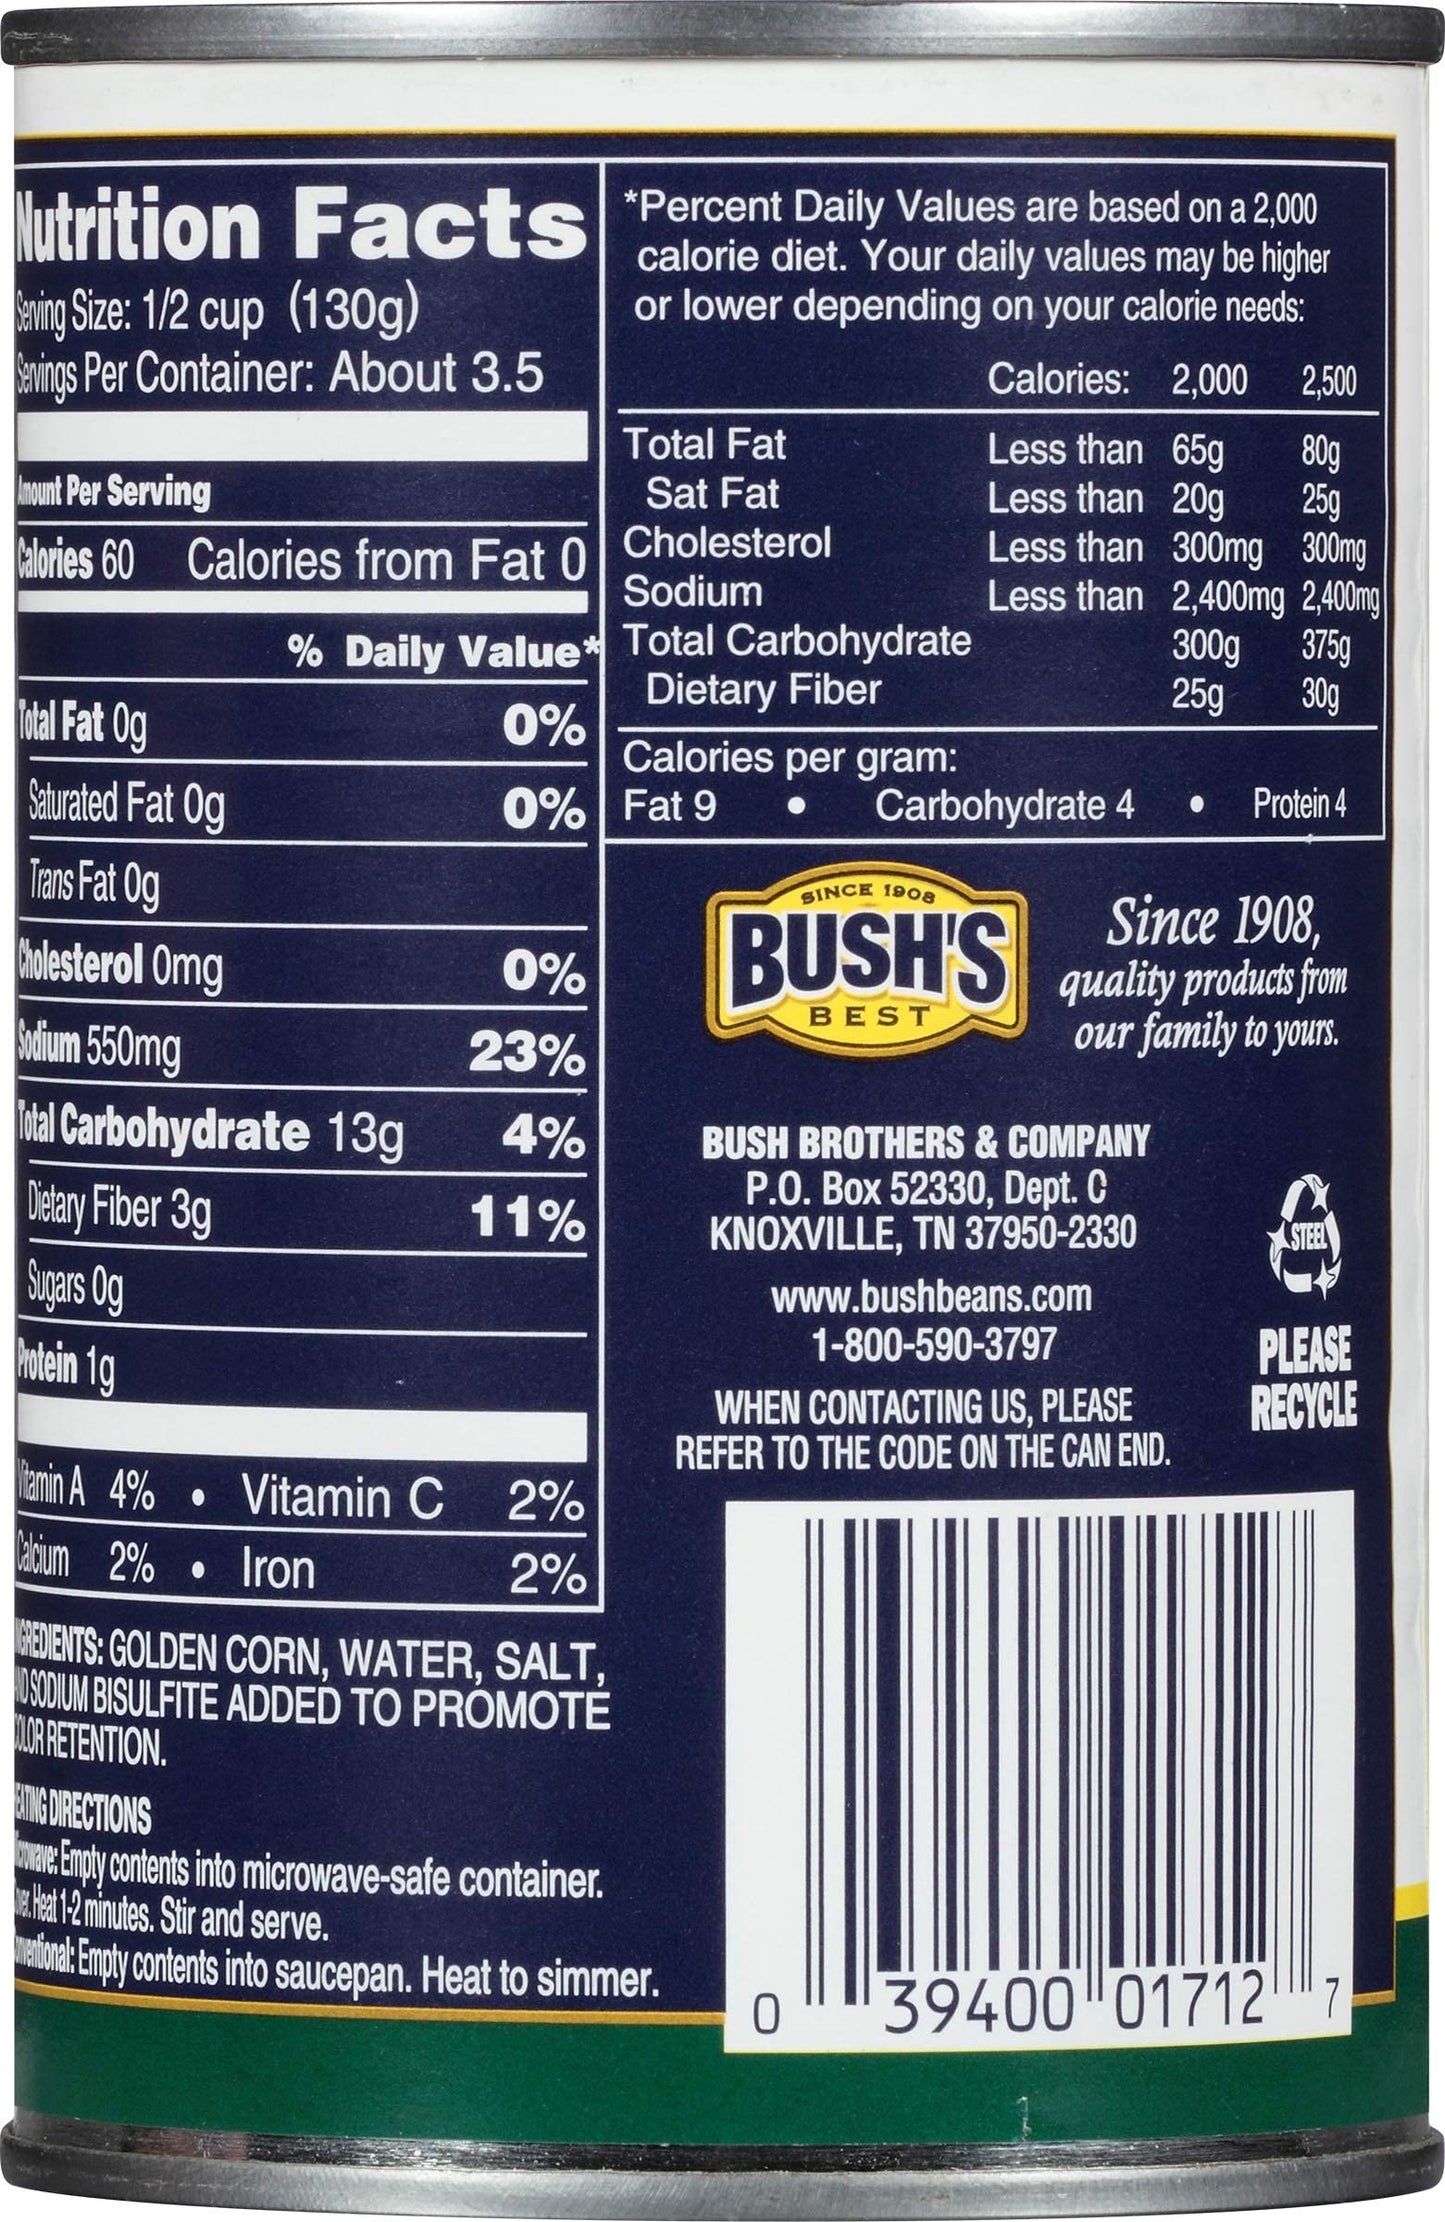 Nutrition Facts
Serving Size: 1/2 cup (130g)
Servings Per Container: About 3.5
Amount Per Serving
Calories 60 Calories from Fat 0
% Daily Value*
Total Fat 0g 0%
Saturated Fat 0g 0%
Trans Fat 0g
Cholesterol 0mg 0%
Sodium 550mg 23%
Total Carbohydrate 13g 4%
Dietary Fiber 3g 11%
Sugars 0g
Protein 1g
Vitamin A 4% • Vitamin C 2%
Calcium 2% • Iron 2%
INGREDIENTS: GOLDEN CORN, WATER, SALT,
AND SODIUM BISULFITE ADDED TO PROMOTE
COLOR RETENTION.
HEATING DIRECTIONS
Microwave: Empty contents into microwave-safe container.
Cover. Heat 1-2 minutes. Stir and serve.
Conventional: Empty contents into saucepan. Heat to simmer.
*Percent Daily Values are based on a 2,000
calorie diet. Your daily values may be higher
or lower depending on your calorie needs:
Calories: 2,000 2,500
Total Fat Less than 65g 80g
Sat Fat Less than 20g 25g
Cholesterol Less than 300mg 300mg
Sodium Less than 2,400mg 2,400mg
Total Carbohydrate 300g 375g
Dietary Fiber 25g 30g
Calories per gram:
Fat 9 • Carbohydrate 4 • Protein 4
SINCE 1908
BUSH'S
BEST
Since 1908,
quality products from
our family to yours.
BUSH BROTHERS & COMPANY
P.O. Box 52330, Dept. C
KNOXVILLE, TN 37950-2330
www.bushbeans.com
1-800-590-3797
WHEN CONTACTING US, PLEASE
REFER TO THE CODE ON THE CAN END.
STEEL
PLEASE
RECYCLE
0 39400 01712 7